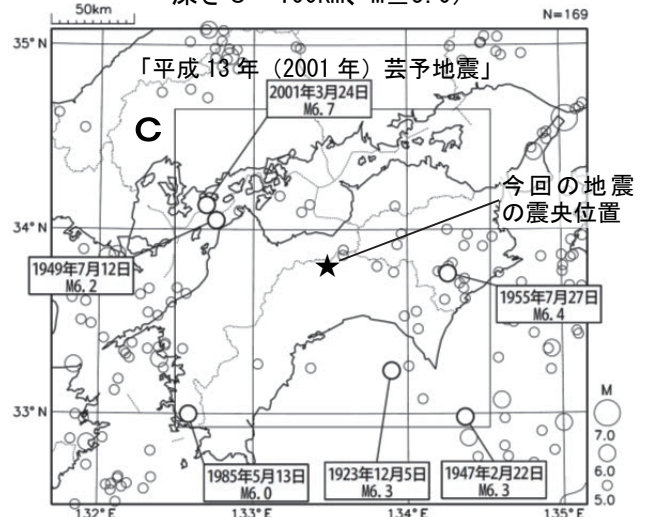 50km
深さ0~100km、M≧5.0)
N=169
35°N
「平成13年(2001年)芸予地震」
2001年3月24日
M6.7
C
今回の地震
の震央位置
34°N
1949年7月12日
M6.2
1955年7月27日
M6.4
33°N
M
7.0
6.0
5.0
1985年5月13日
M6.0
1923年12月5日
M6.3
1947年2月22日
M6.3
132°E
133°E
134°E
135°E